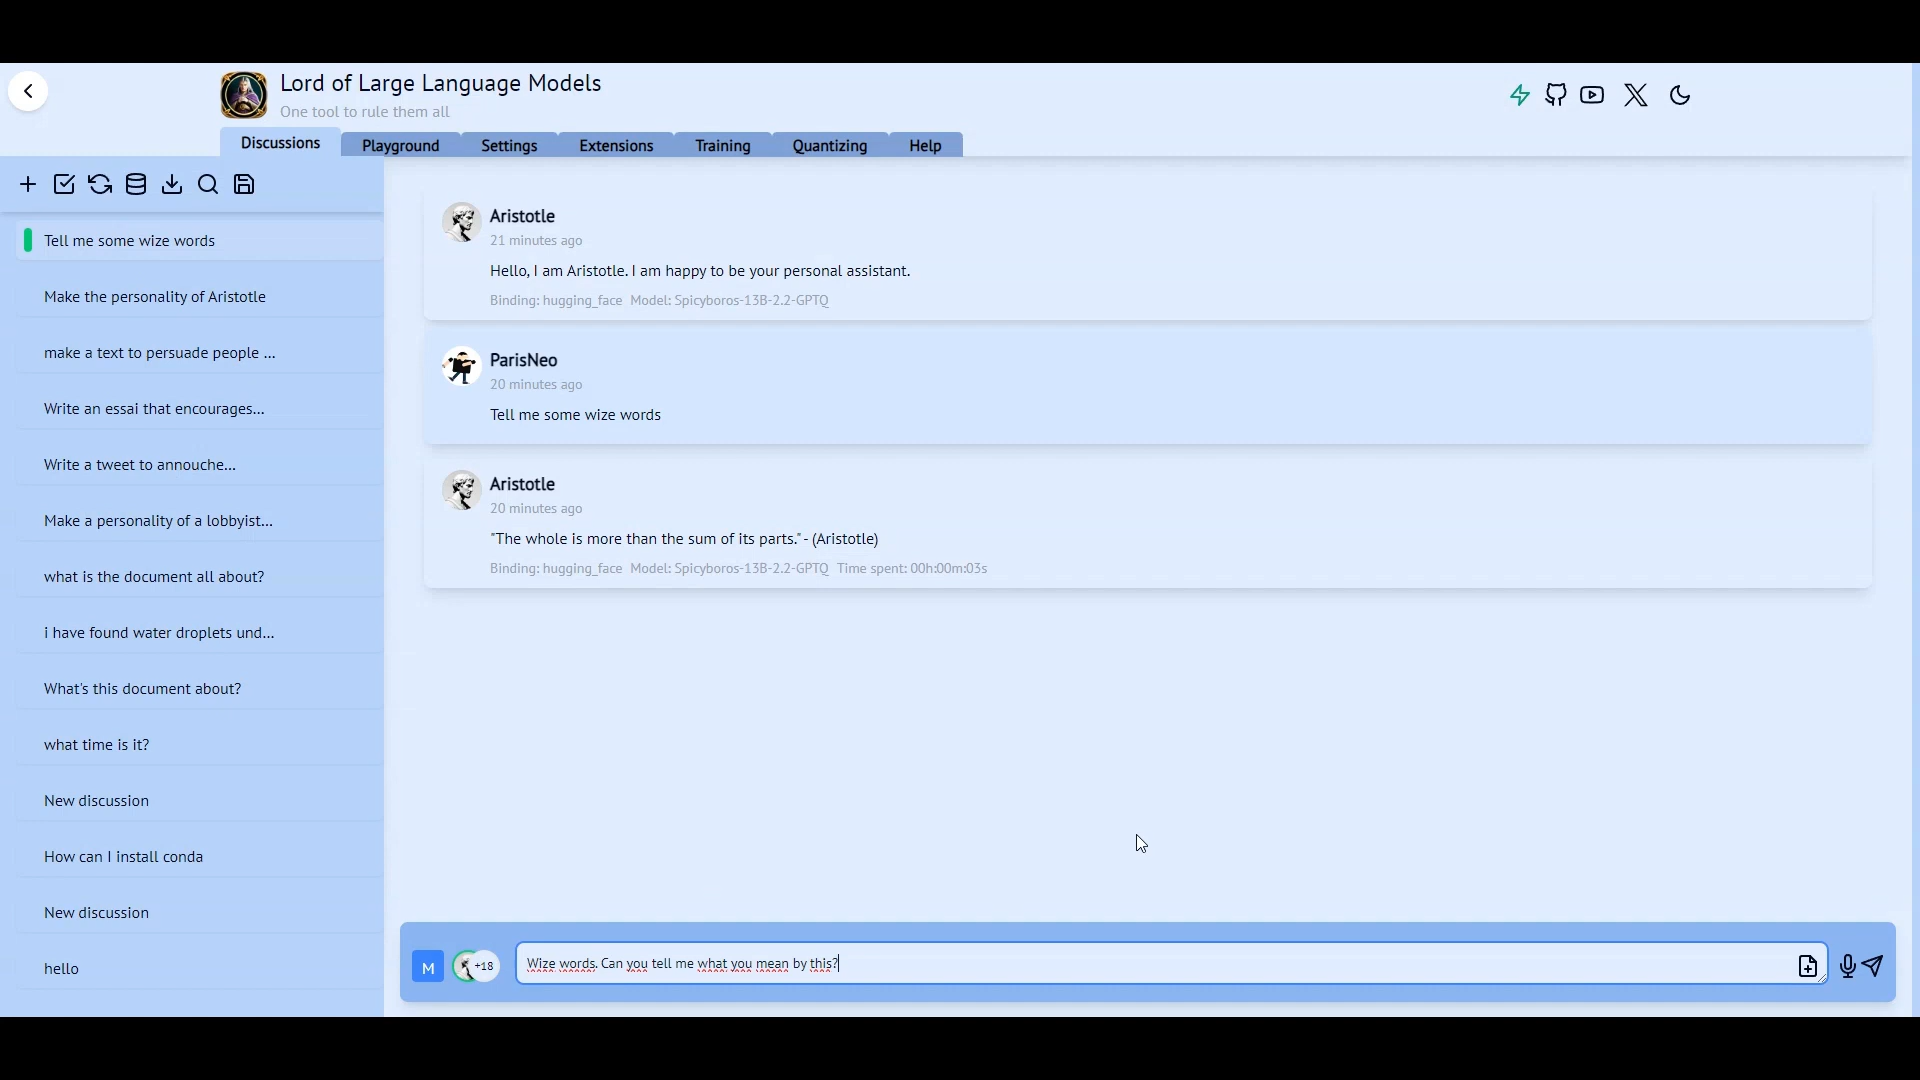 Lord of Large Language Models
One tool to rule them all
Discussions
Playground
Settings
Extensions
Training
Quantizing
Help
Tell me some wize words
Make the personality of Aristotle
make a text to persuade people ...
Write an essai that encourages...
Write a tweet to annouche...
Make a personality of a lobbyist...
what is the document all about?
i have found water droplets und...
What's this document about?
what time is it?
New discussion
How can I install conda
New discussion
hello
Aristotle
21 minutes ago
Hello, I am Aristotle. I am happy to be your personal assistant.
Binding: hugging_face Model: Spicyboros-13B-2.2-GPTQ
ParisNeo
20 minutes ago
Tell me some wize words
Aristotle
20 minutes ago
"The whole is more than the sum of its parts." - (Aristotle)
Binding: hugging_face Model: Spicyboros-13B-2.2-GPTQ Time spent: 00h:00m:03s
M
+18
Wize words. Can you tell me what you mean by this?